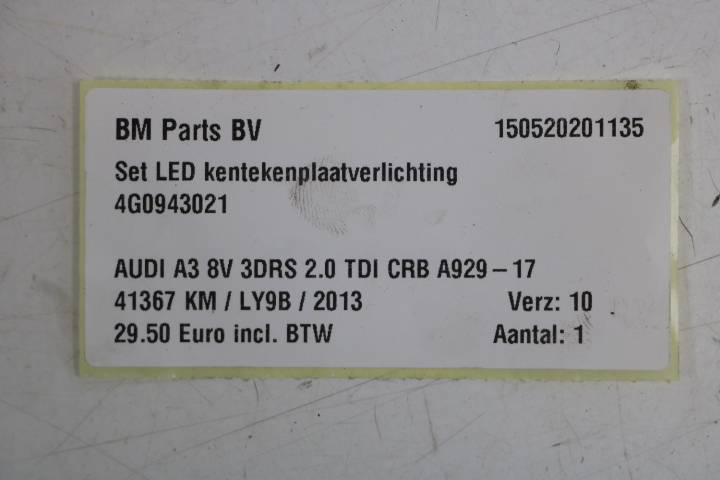 BM Parts BV 150520201135
Set LED kentekenplaatverlichting
4G0943021
AUDI A3 8V 3DRS 2.0 TDI CRB A929-17
41367 KM / LY9B / 2013 Verz: 10
29.50 Euro incl. BTW Aantal: 1